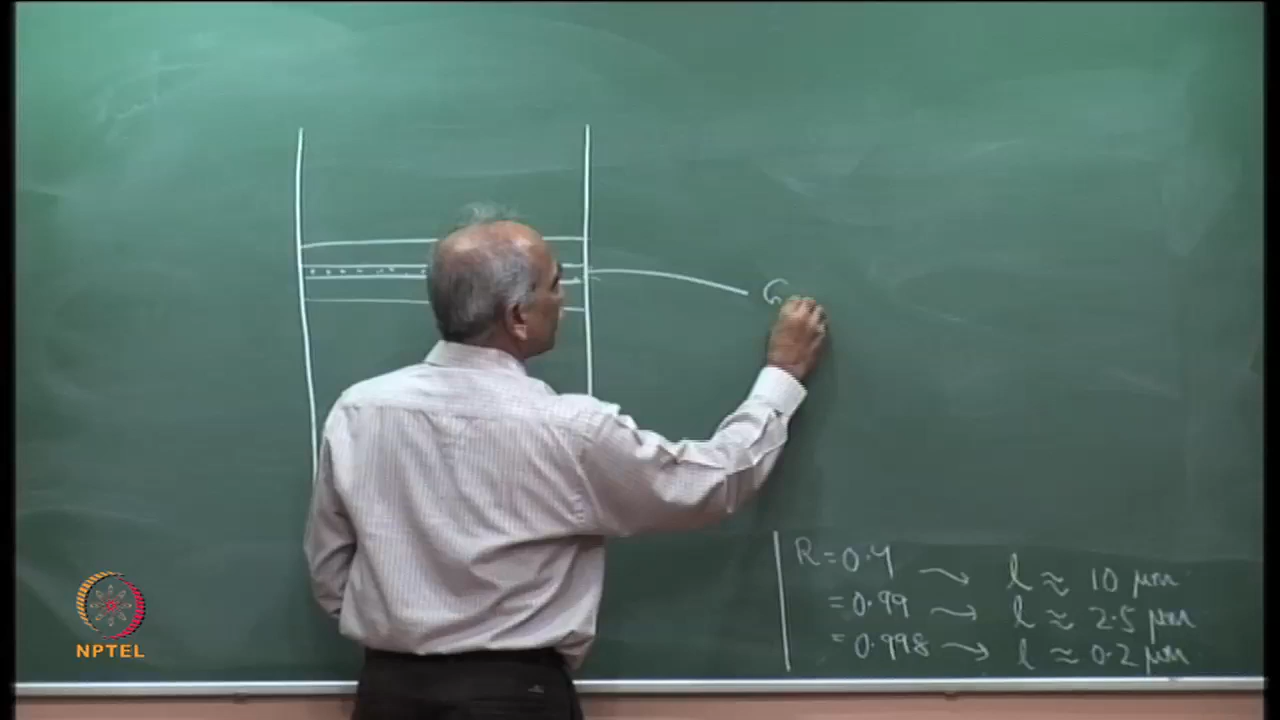 G
R = 0.4 → l ≈ 10 μm
= 0.99 → l ≈ 2.5 μm
= 0.998 → l ≈ 0.2 μm
NPTEL